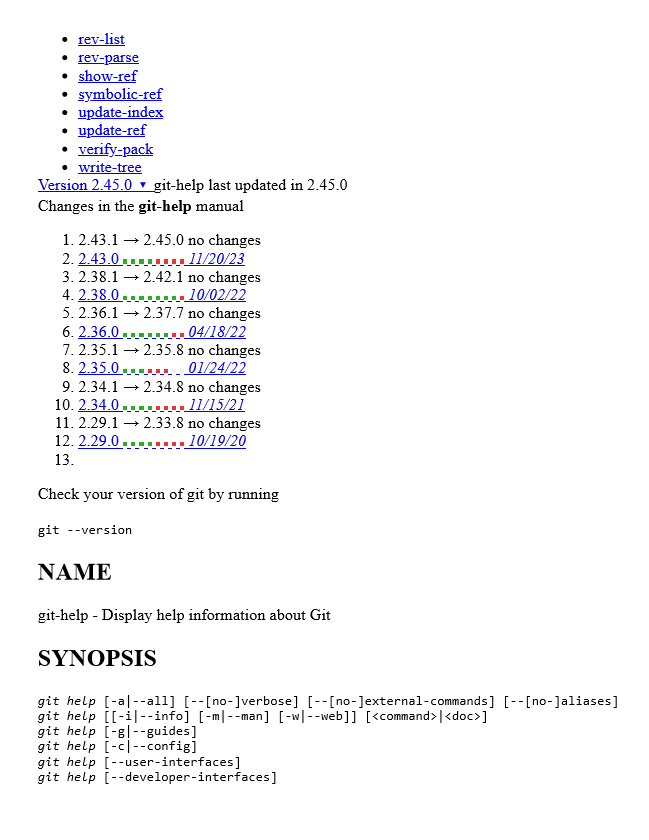 • rev-list
• rev-parse
• show-ref
• symbolic-ref
• update-index
• update-ref
• verify-pack
• write-tree
Version 2.45.0 ▾ git-help last updated in 2.45.0
Changes in the git-help manual
1. 2.43.1 → 2.45.0 no changes
2. 2.43.0 11/20/23
3. 2.38.1 → 2.42.1 no changes
4. 2.38.0 10/02/22
5. 2.36.1 → 2.37.7 no changes
6. 2.36.0 04/18/22
7. 2.35.1 → 2.35.8 no changes
8. 2.35.0 01/24/22
9. 2.34.1 → 2.34.8 no changes
10. 2.34.0 11/15/21
11. 2.29.1 → 2.33.8 no changes
12. 2.29.0 10/19/20
13.
Check your version of git by running
git --version
NAME
git-help - Display help information about Git
SYNOPSIS
git help [-a|--all] [--[no-]verbose] [--[no-]external-commands] [--[no-]aliases]
git help [[-i|--info] [-m|--man] [-w|--web]] [<command>|<doc>]
git help [-g|--guides]
git help [-c|--config]
git help [--user-interfaces]
git help [--developer-interfaces]